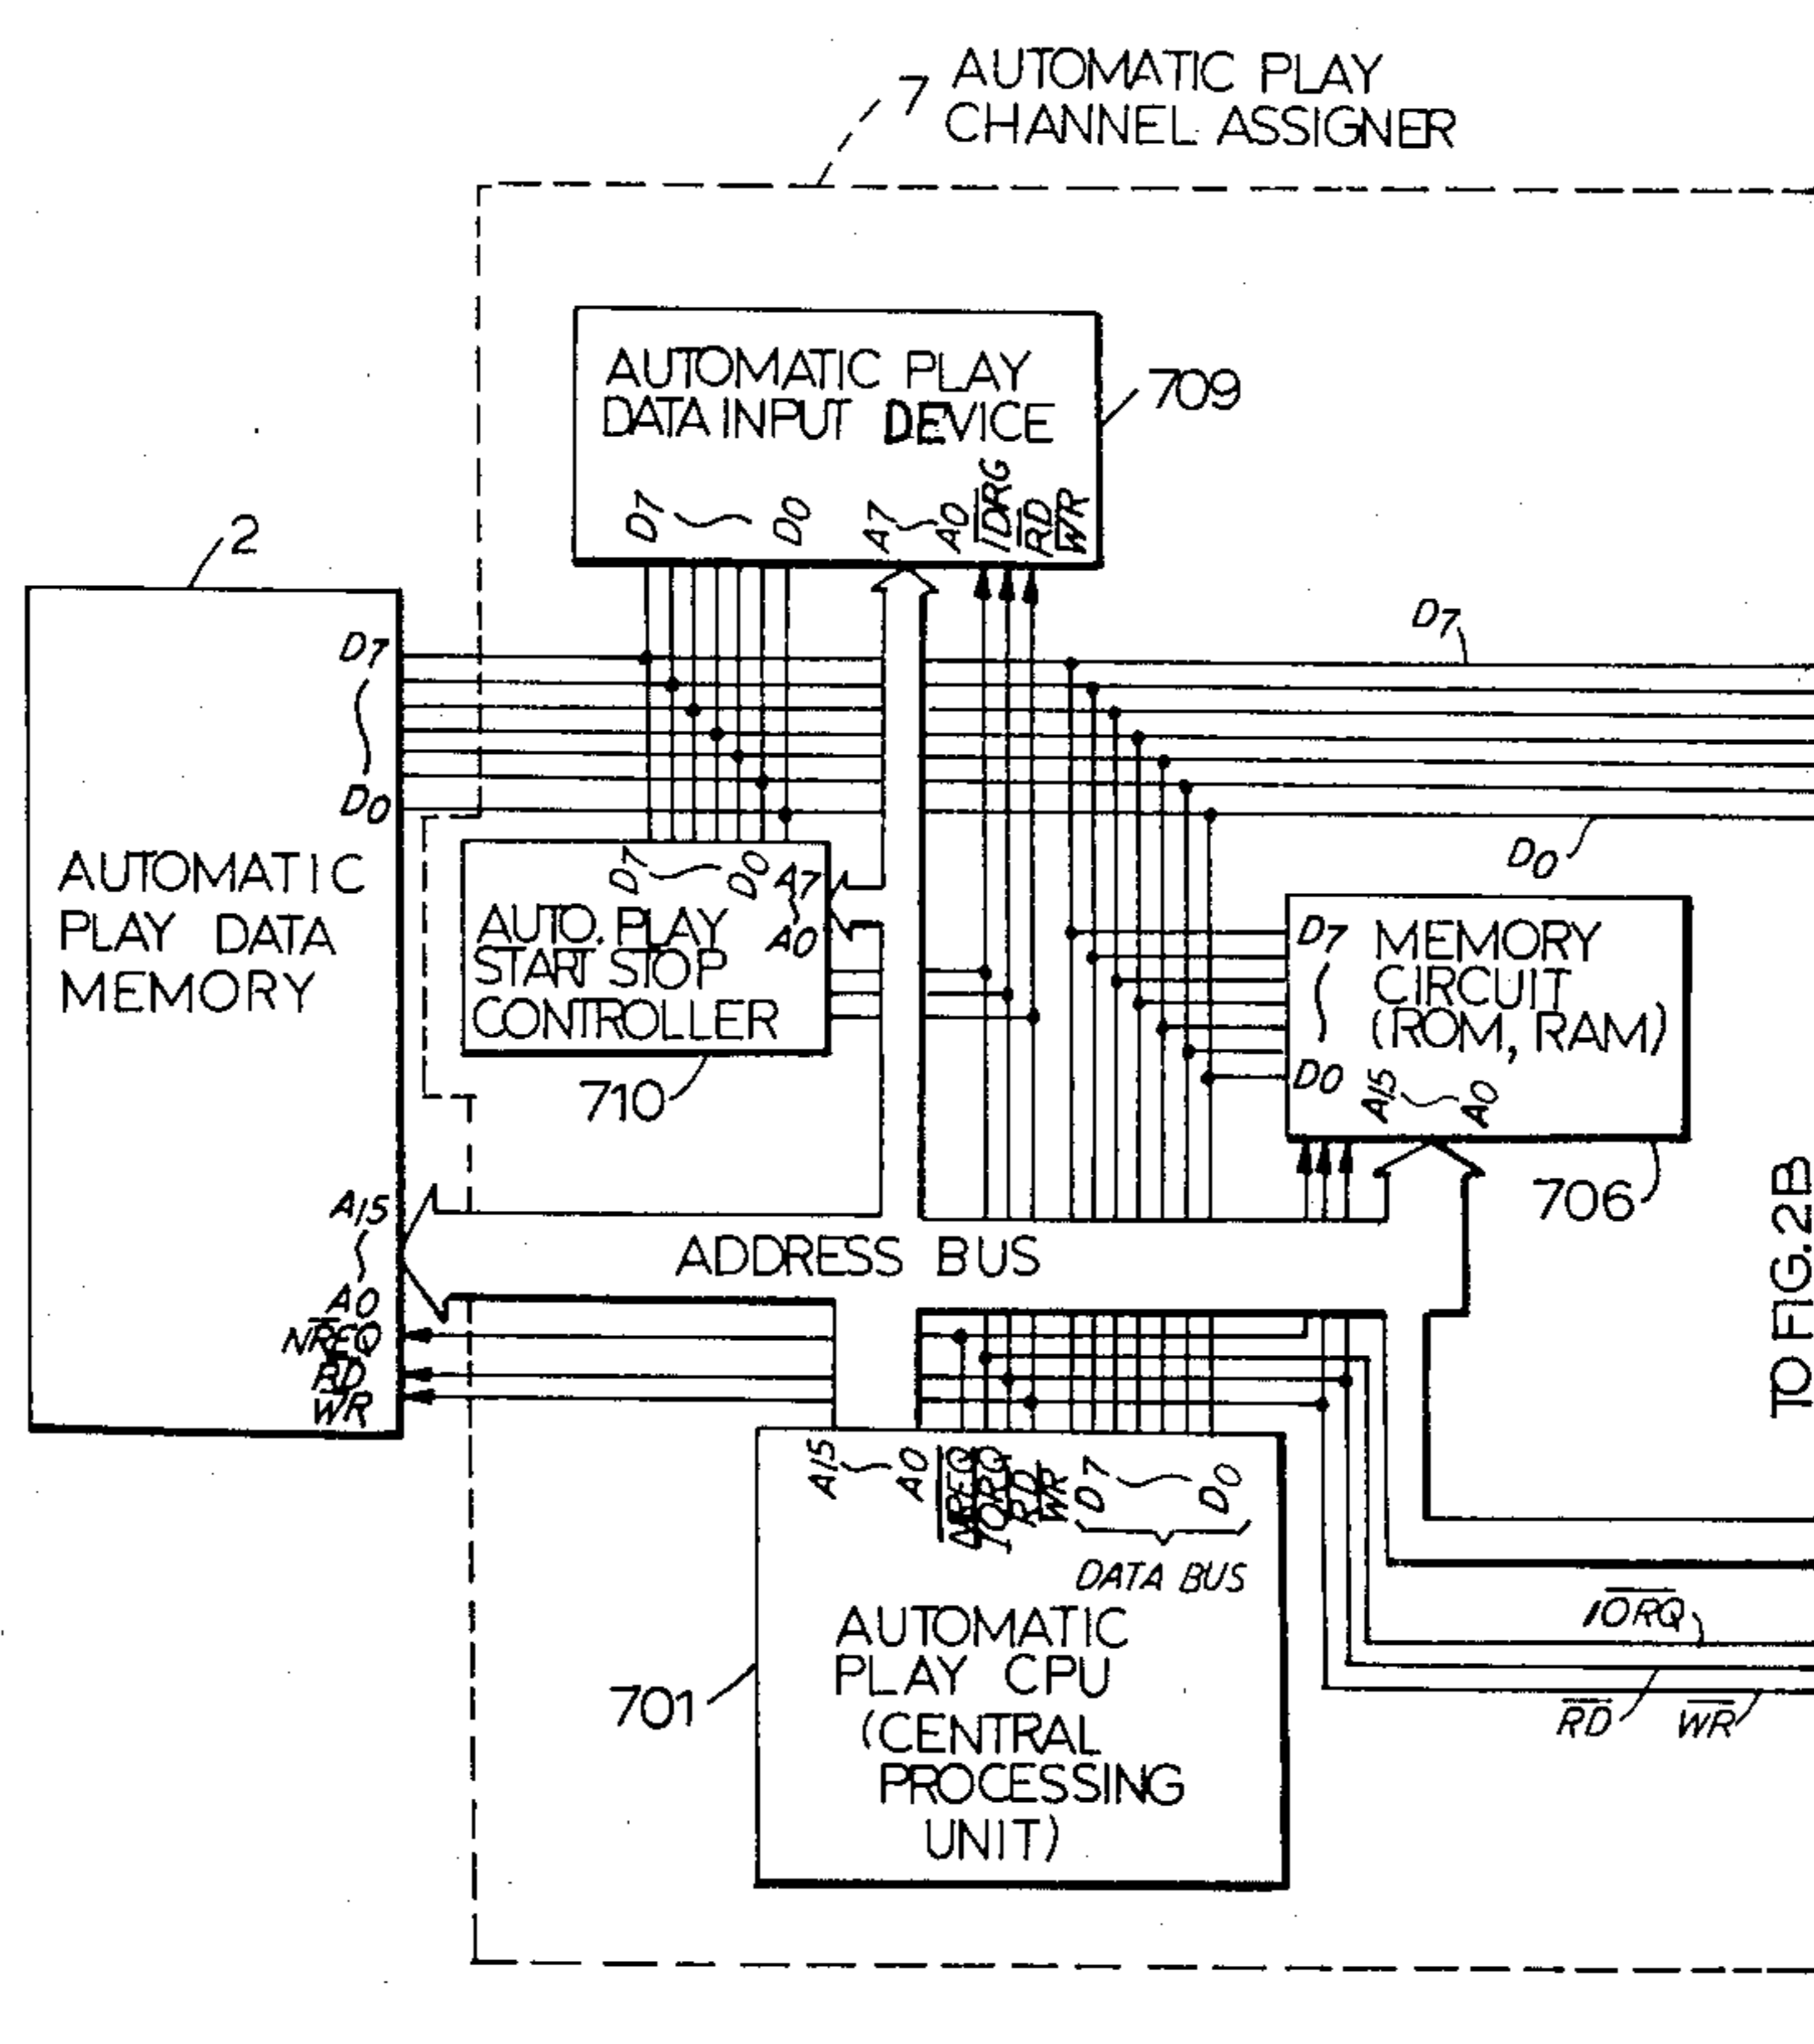 7 AUTOMATIC PLAY
CHANNEL ASSIGNER
AUTOMATIC PLAY
DATA INPUT DEVICE
709
D7
D0
A7
A0
IDRG
RD
WR
2
D7
D0
AUTOMATIC
PLAY DATA
MEMORY
A15
A0
NREQ
RD
WR
D7
D0
A7
A0
AUTO. PLAY
START STOP
CONTROLLER
710
D7
D0
D7
D0
MEMORY
CIRCUIT
(ROM, RAM)
A15
A0
706
ADDRESS BUS
TO FIG.2B
A15
A0
MREQ
IORQ
RD
WR
D7
D0
DATA BUS
AUTOMATIC
PLAY CPU
(CENTRAL
PROCESSING
UNIT)
701
IORQ
RD
WR